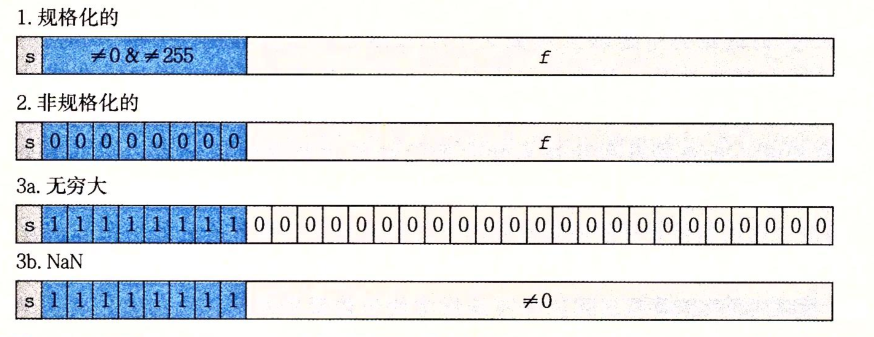 1. 规格化的
s ≠0 & ≠255 f
2. 非规格化的
s 0 0 0 0 0 0 0 0 f
3a. 无穷大
s 1 1 1 1 1 1 1 1 0 0 0 0 0 0 0 0 0 0 0 0 0 0 0 0 0 0 0 0 0 0 0
3b. NaN
s 1 1 1 1 1 1 1 1 ≠0